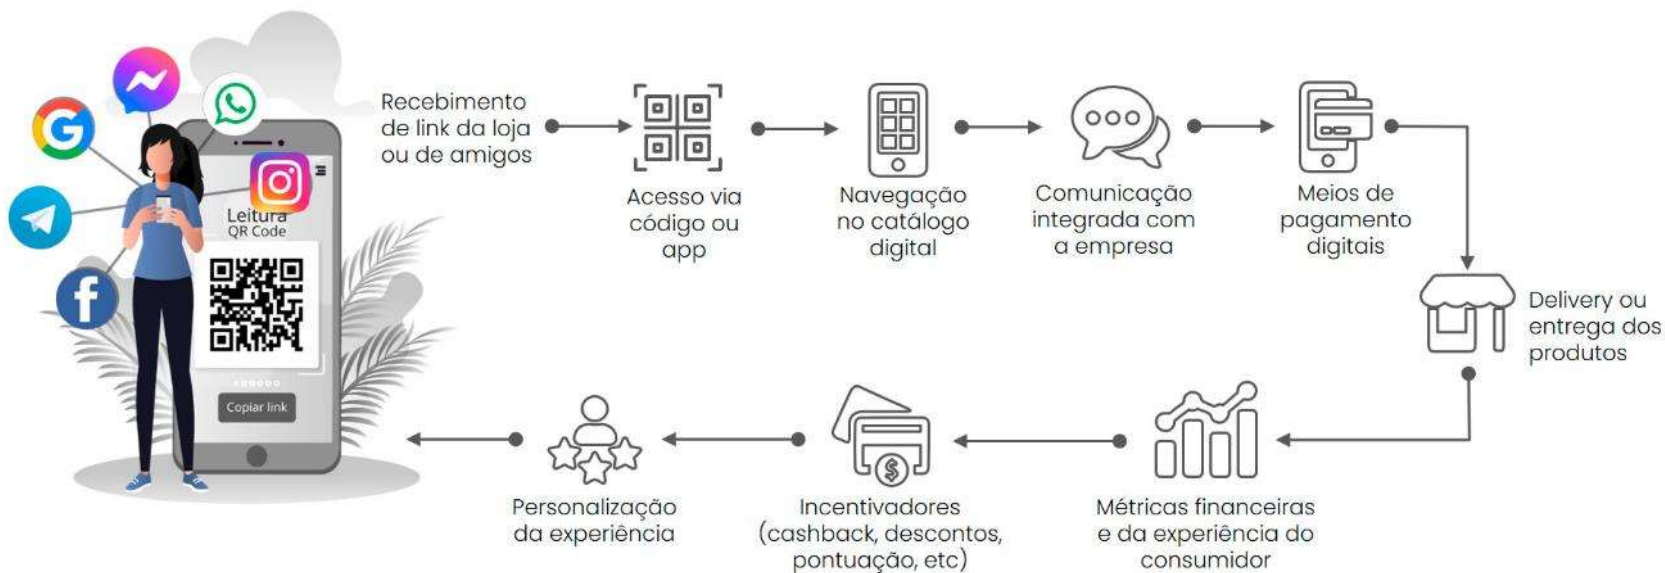 Recebimento
de link da loja
ou de amigos
Acesso via
código ou
app
Navegação
no catálogo
digital
Comunicação
integrada com
a empresa
Meios de
pagamento
digitais
Delivery ou
entrega dos
produtos
Métricas financeiras
e da experiência do
consumidor
Incentivadores
(cashback, descontos,
pontuação, etc)
Personalização
da experiência
Leitura
QR Code
Copiar link